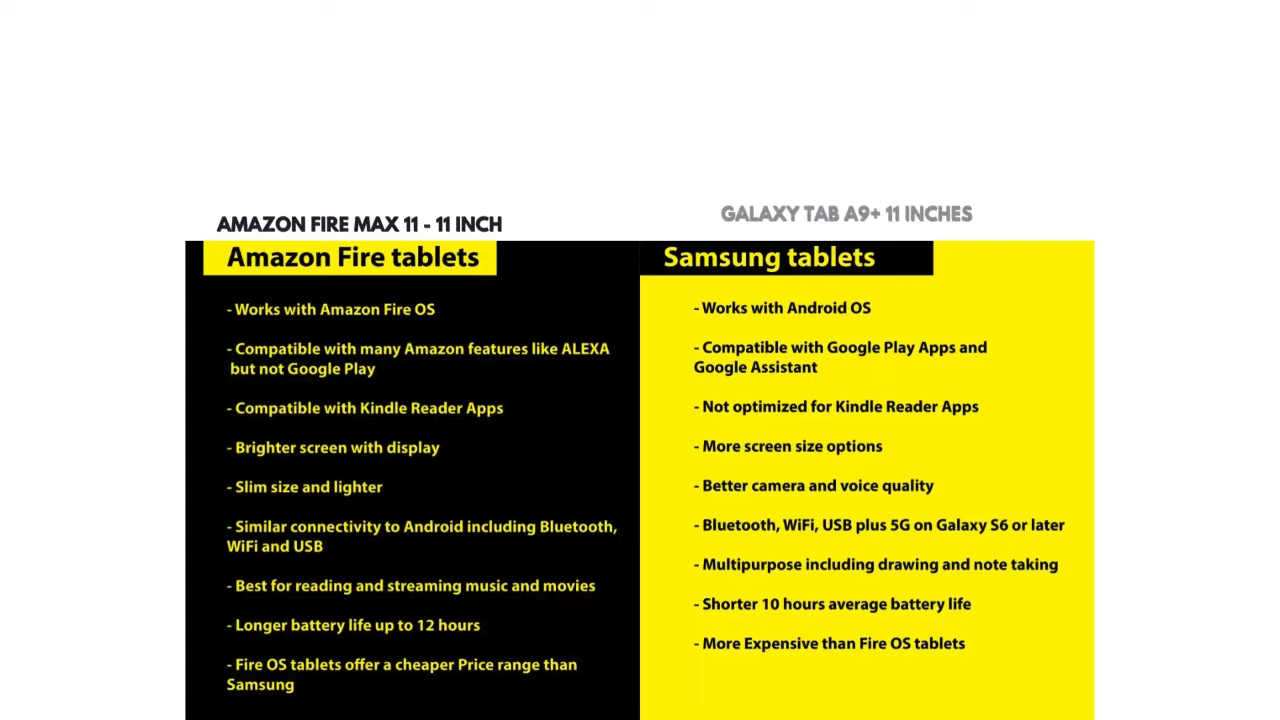 AMAZON FIRE MAX 11 - 11 INCH
Amazon Fire tablets
- Works with Amazon Fire OS
- Compatible with many Amazon features like ALEXA
but not Google Play
- Compatible with Kindle Reader Apps
- Brighter screen with display
- Slim size and lighter
- Similar connectivity to Android including Bluetooth,
WiFi and USB
- Best for reading and streaming music and movies
- Longer battery life up to 12 hours
- Fire OS tablets offer a cheaper Price range than
Samsung
GALAXY TAB A9+ 11 INCHES
Samsung tablets
- Works with Android OS
- Compatible with Google Play Apps and
Google Assistant
- Not optimized for Kindle Reader Apps
- More screen size options
- Better camera and voice quality
- Bluetooth, WiFi, USB plus 5G on Galaxy S6 or later
- Multipurpose including drawing and note taking
- Shorter 10 hours average battery life
- More Expensive than Fire OS tablets